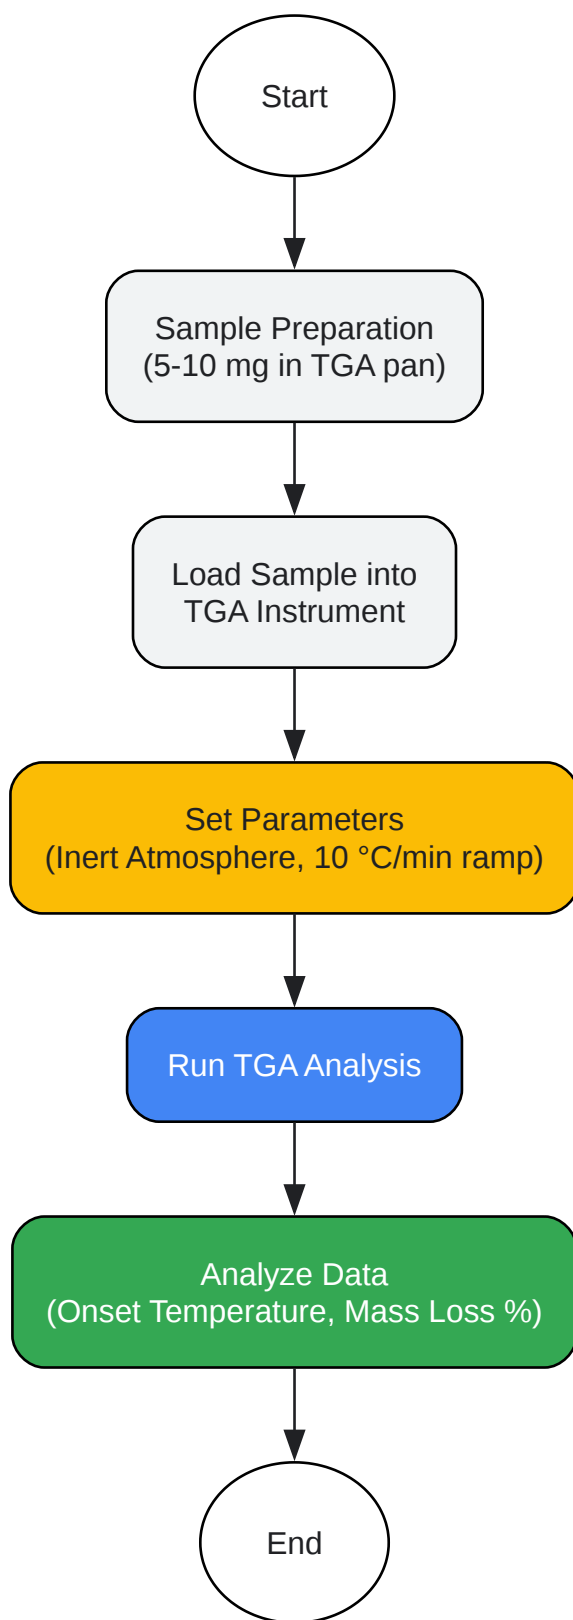 Start
Sample Preparation
(5-10 mg in TGA pan)
Load Sample into
TGA Instrument
Set Parameters
(Inert Atmosphere, 10 °C/min ramp)
Run TGA Analysis
Analyze Data
(Onset Temperature, Mass Loss %)
End